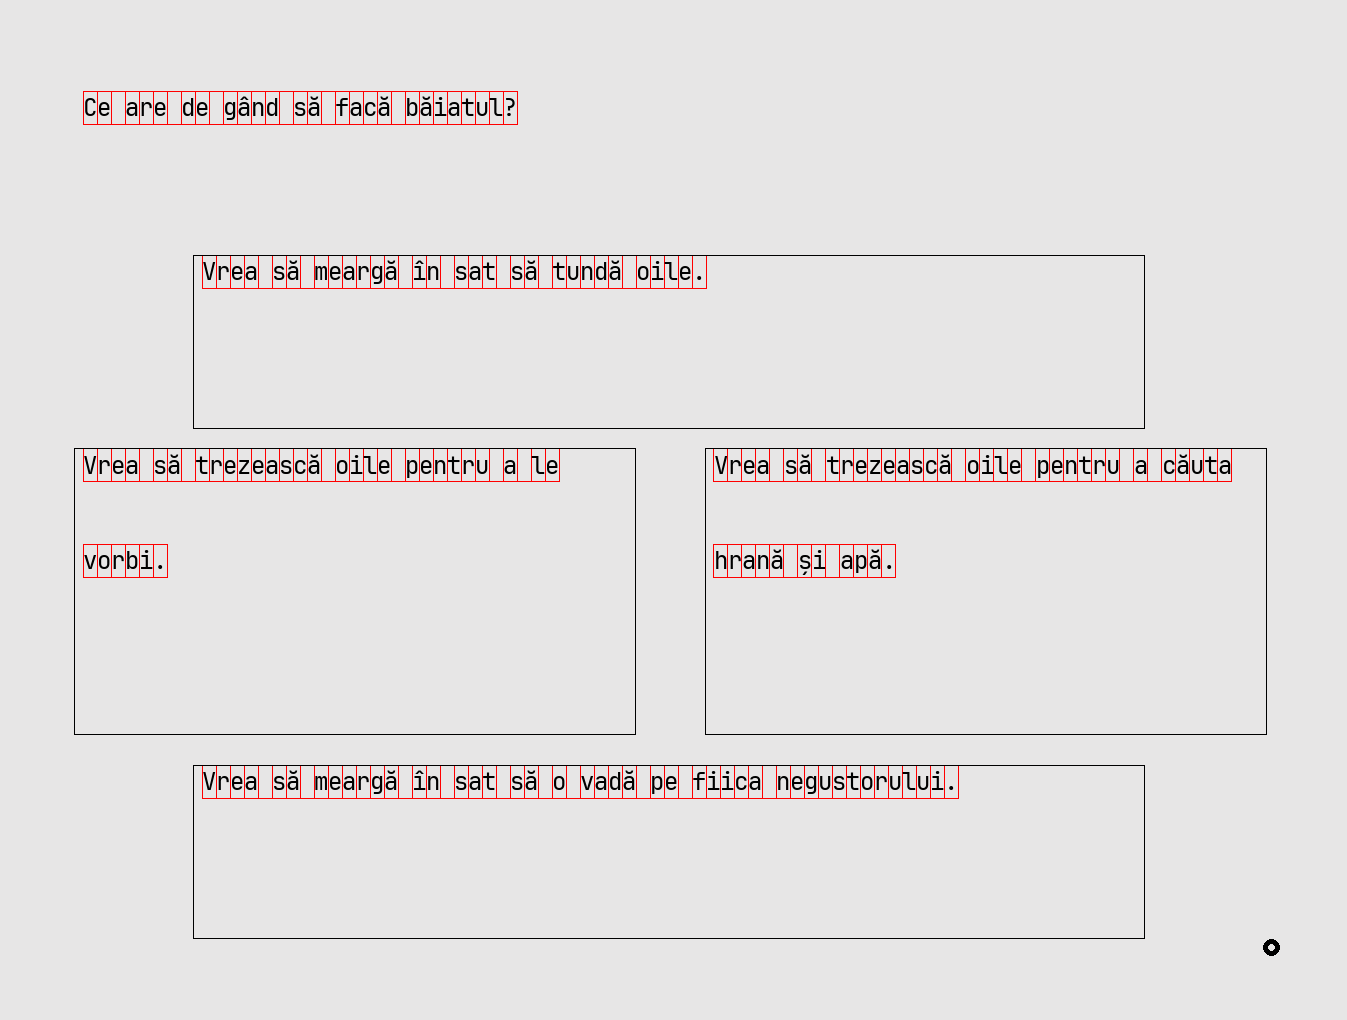 Ce are de gând să facă băiatul?
Vrea să meargă în sat să tundă oile.
Vrea să trezească oile pentru a le
vorbi.
Vrea să trezească oile pentru a căuta
hrană și apă.
Vrea să meargă în sat să o vadă pe fiica negustorului.